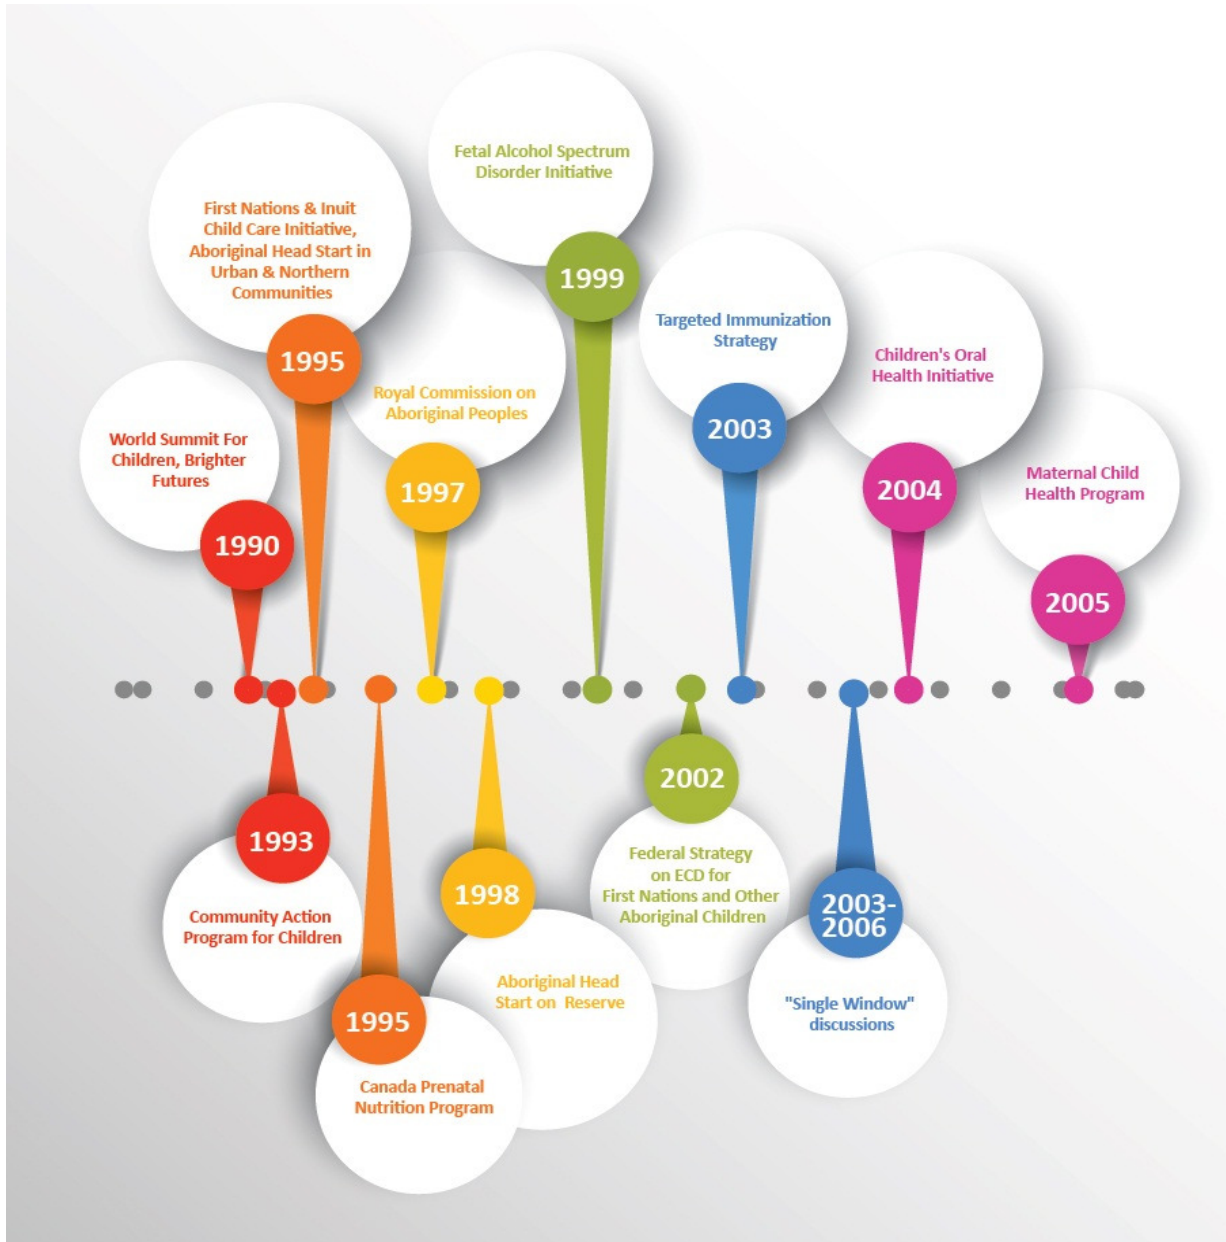 Fetal Alcohol Spectrum
Disorder Initiative
1999
First Nations & Inuit
Child Care Initiative,
Aboriginal Head Start in
Urban & Northern
Communities
1995
Targeted Immunization
Strategy
2003
Children's Oral
Health Initiative
2004
Royal Commission on
Aboriginal Peoples
1997
World Summit For
Children, Brighter
Futures
1990
Maternal Child
Health Program
2005
1993
Community Action
Program for Children
1995
Canada Prenatal
Nutrition Program
1998
Aboriginal Head
Start on Reserve
2002
Federal Strategy
on ECD for
First Nations and Other
Aboriginal Children
2003-
2006
"Single Window"
discussions